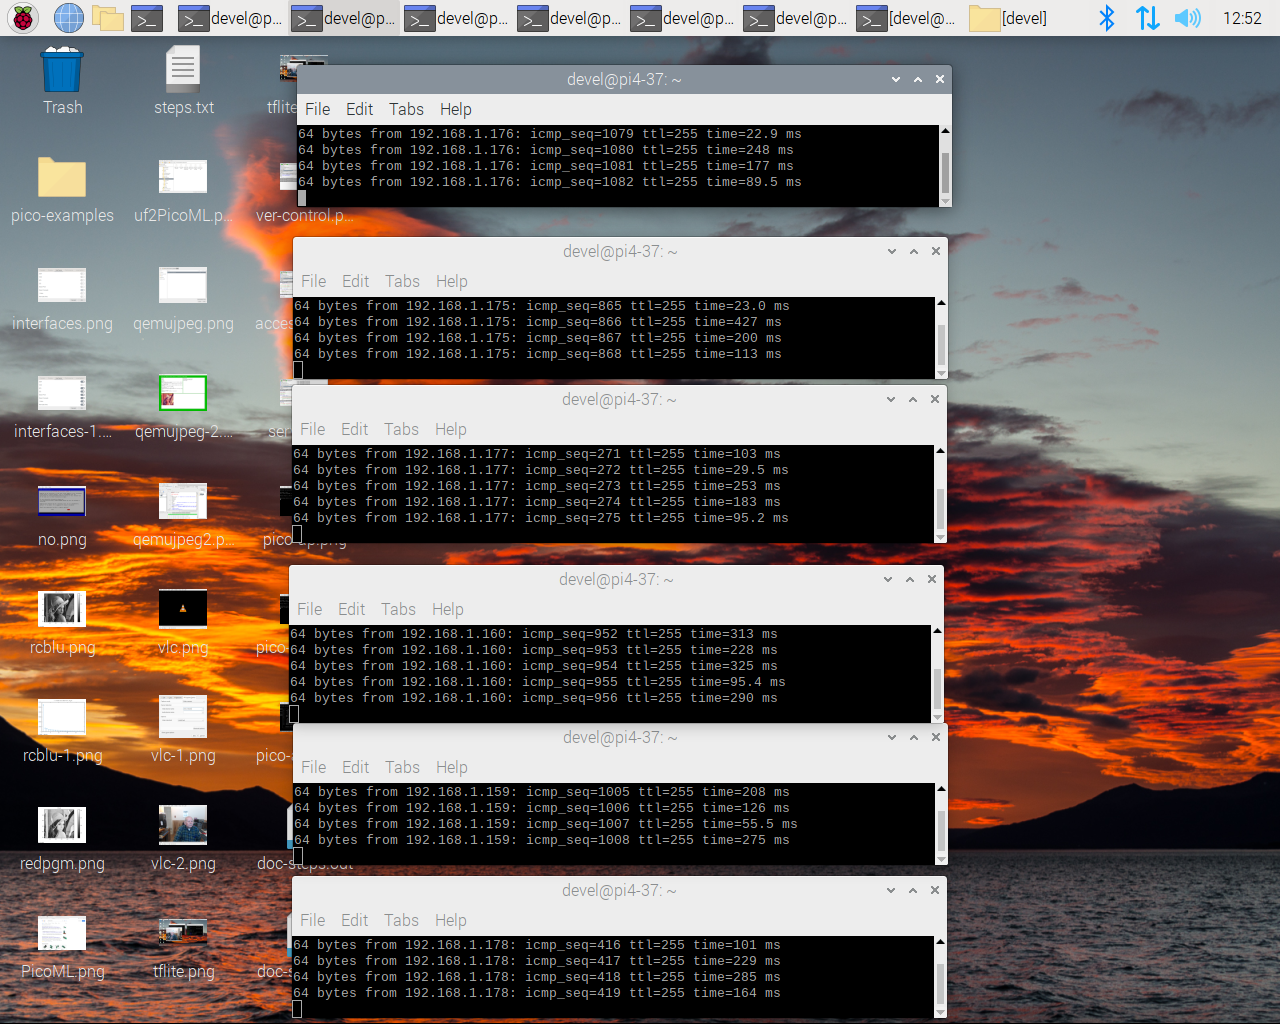 devel@p... devel@p... devel@p... devel@p... devel@p... devel@p... [devel@... [devel] 12:52
Trash
steps.txt
tflite
pico-examples
uf2PicoML.p...
ver-control.p...
interfaces.png
qemujpeg.png
acces
interfaces-1....
qemujpeg-2....
ser
no.png
qemujpeg2.p...
pico-up.png
rcblu.png
vlc.png
pico-
rcblu-1.png
vlc-1.png
pico-
redpgm.png
vlc-2.png
doc-steps.odt
PicoML.png
tflite.png
doc-s
devel@pi4-37: ~
File Edit Tabs Help
64 bytes from 192.168.1.176: icmp_seq=1079 ttl=255 time=22.9 ms
64 bytes from 192.168.1.176: icmp_seq=1080 ttl=255 time=248 ms
64 bytes from 192.168.1.176: icmp_seq=1081 ttl=255 time=177 ms
64 bytes from 192.168.1.176: icmp_seq=1082 ttl=255 time=89.5 ms
devel@pi4-37: ~
File Edit Tabs Help
64 bytes from 192.168.1.175: icmp_seq=865 ttl=255 time=23.0 ms
64 bytes from 192.168.1.175: icmp_seq=866 ttl=255 time=427 ms
64 bytes from 192.168.1.175: icmp_seq=867 ttl=255 time=200 ms
64 bytes from 192.168.1.175: icmp_seq=868 ttl=255 time=113 ms
devel@pi4-37: ~
File Edit Tabs Help
64 bytes from 192.168.1.177: icmp_seq=271 ttl=255 time=103 ms
64 bytes from 192.168.1.177: icmp_seq=272 ttl=255 time=29.5 ms
64 bytes from 192.168.1.177: icmp_seq=273 ttl=255 time=253 ms
64 bytes from 192.168.1.177: icmp_seq=274 ttl=255 time=183 ms
64 bytes from 192.168.1.177: icmp_seq=275 ttl=255 time=95.2 ms
devel@pi4-37: ~
File Edit Tabs Help
64 bytes from 192.168.1.160: icmp_seq=952 ttl=255 time=313 ms
64 bytes from 192.168.1.160: icmp_seq=953 ttl=255 time=228 ms
64 bytes from 192.168.1.160: icmp_seq=954 ttl=255 time=325 ms
64 bytes from 192.168.1.160: icmp_seq=955 ttl=255 time=95.4 ms
64 bytes from 192.168.1.160: icmp_seq=956 ttl=255 time=290 ms
devel@pi4-37: ~
File Edit Tabs Help
64 bytes from 192.168.1.159: icmp_seq=1005 ttl=255 time=208 ms
64 bytes from 192.168.1.159: icmp_seq=1006 ttl=255 time=126 ms
64 bytes from 192.168.1.159: icmp_seq=1007 ttl=255 time=55.5 ms
64 bytes from 192.168.1.159: icmp_seq=1008 ttl=255 time=275 ms
devel@pi4-37: ~
File Edit Tabs Help
64 bytes from 192.168.1.178: icmp_seq=416 ttl=255 time=101 ms
64 bytes from 192.168.1.178: icmp_seq=417 ttl=255 time=229 ms
64 bytes from 192.168.1.178: icmp_seq=418 ttl=255 time=285 ms
64 bytes from 192.168.1.178: icmp_seq=419 ttl=255 time=164 ms